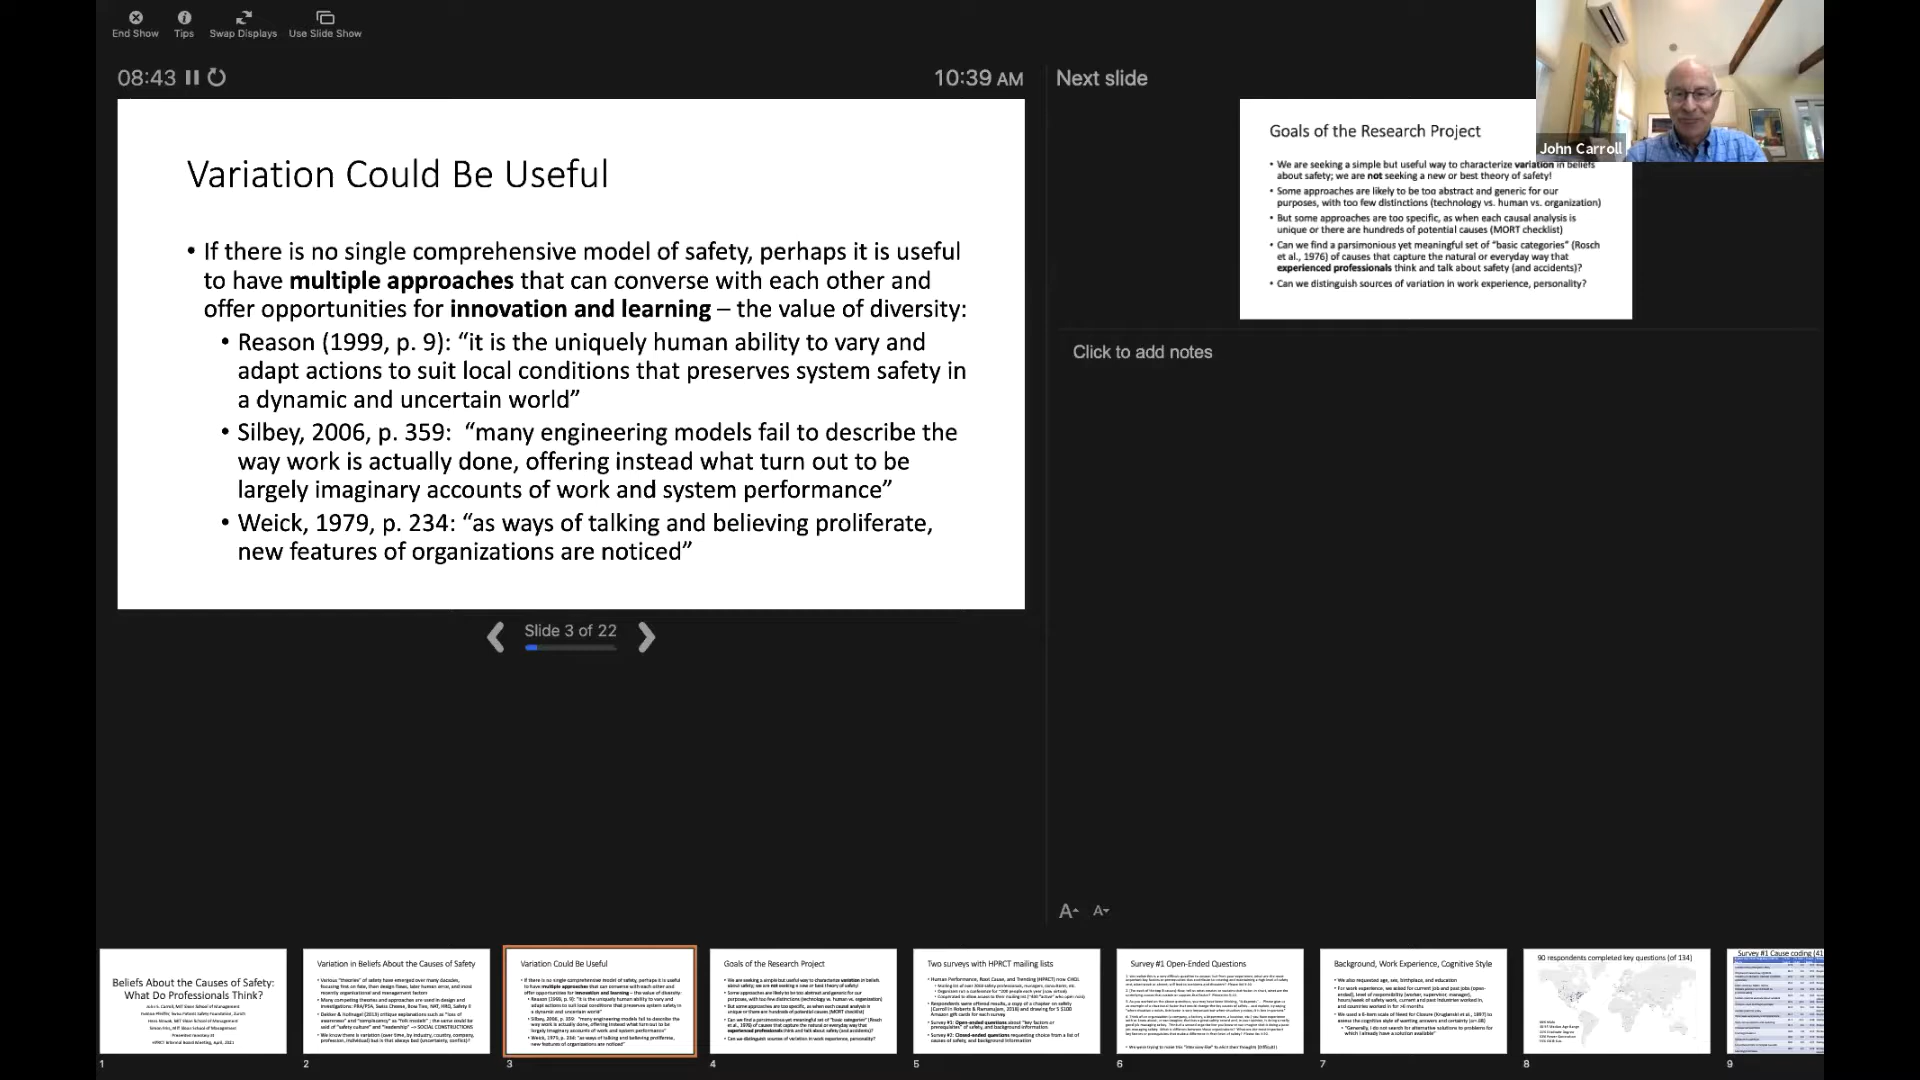 End Show
Tips
Swap Displays
Use Slide Show
08:43
10:39 AM
Variation Could Be Useful
• If there is no single comprehensive model of safety, perhaps it is useful
to have multiple approaches that can converse with each other and
offer opportunities for innovation and learning – the value of diversity:
• Reason (1999, p. 9): “it is the uniquely human ability to vary and
adapt actions to suit local conditions that preserves system safety in
a dynamic and uncertain world”
• Silbey, 2006, p. 359: “many engineering models fail to describe the
way work is actually done, offering instead what turn out to be
largely imaginary accounts of work and system performance”
• Weick, 1979, p. 234: “as ways of talking and believing proliferate,
new features of organizations are noticed”
Slide 3 of 22
Next slide
Goals of the Research Project
• We are seeking a simple but useful way to characterize variation in beliefs
about safety; we are not seeking a new or best theory of safety!
• Some approaches are likely to be too abstract and generic for our
purposes, with too few distinctions (technology vs. human vs. organization)
• But some approaches are too specific, as when each causal analysis is
unique or there are hundreds of potential causes (MORT checklist)
• Can we find a parsimonious yet meaningful set of “basic categories” (Rosch
et al., 1976) of causes that capture the natural or everyday way that
experienced professionals think and talk about safety (and accidents)?
• Can we distinguish sources of variation in work experience, personality?
John Carroll
Click to add notes
A A
Beliefs About the Causes of Safety:
What Do Professionals Think?
1
Variation in Beliefs About the Causes of Safety
2
Variation Could Be Useful
3
Goals of the Research Project
4
Two surveys with HPRCT mailing lists
5
Survey #1 Open-Ended Questions
6
Background, Work Experience, Cognitive Style
7
90 respondents completed key questions (of 134)
8
Survey #1 Cause coding (41
9